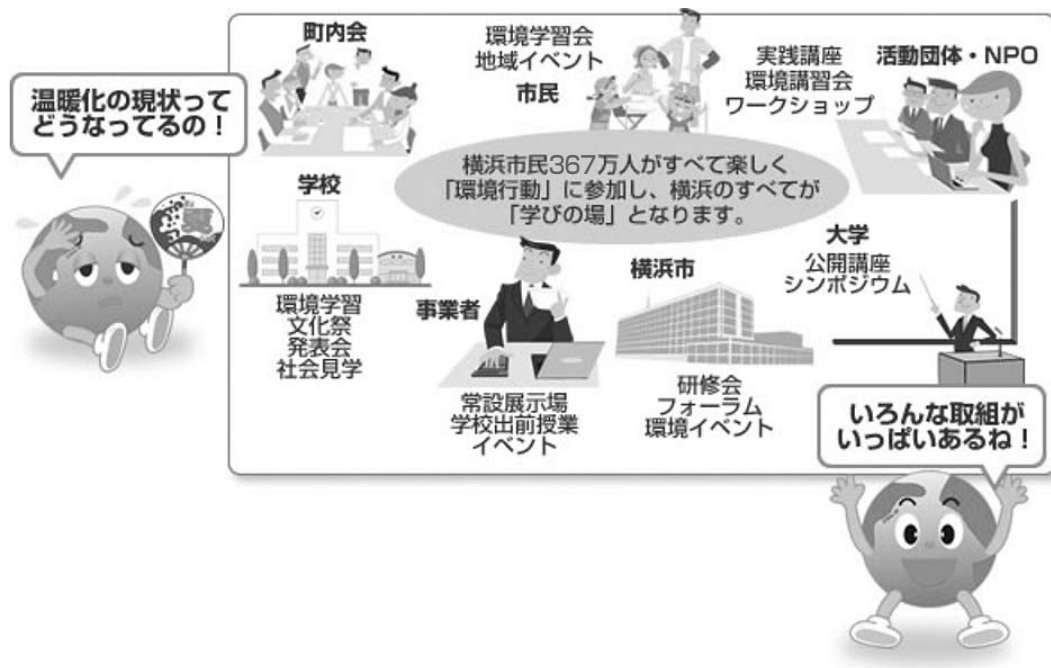 町内会
環境学習会
地域イベント
市民
実践講座
環境講習会
ワークショップ
活動団体・NPO
温暖化の現状って
どうなってるの！
横浜市民367万人がすべて楽しく
「環境行動」に参加し、横浜のすべてが
「学びの場」となります。
学校
環境学習
文化祭
発表会
社会見学
事業者
常設展示場
学校出前授業
イベント
横浜市
研修会
フォーラム
環境イベント
大学
公開講座
シンポジウム
いろんな取組が
いっぱいあるね！